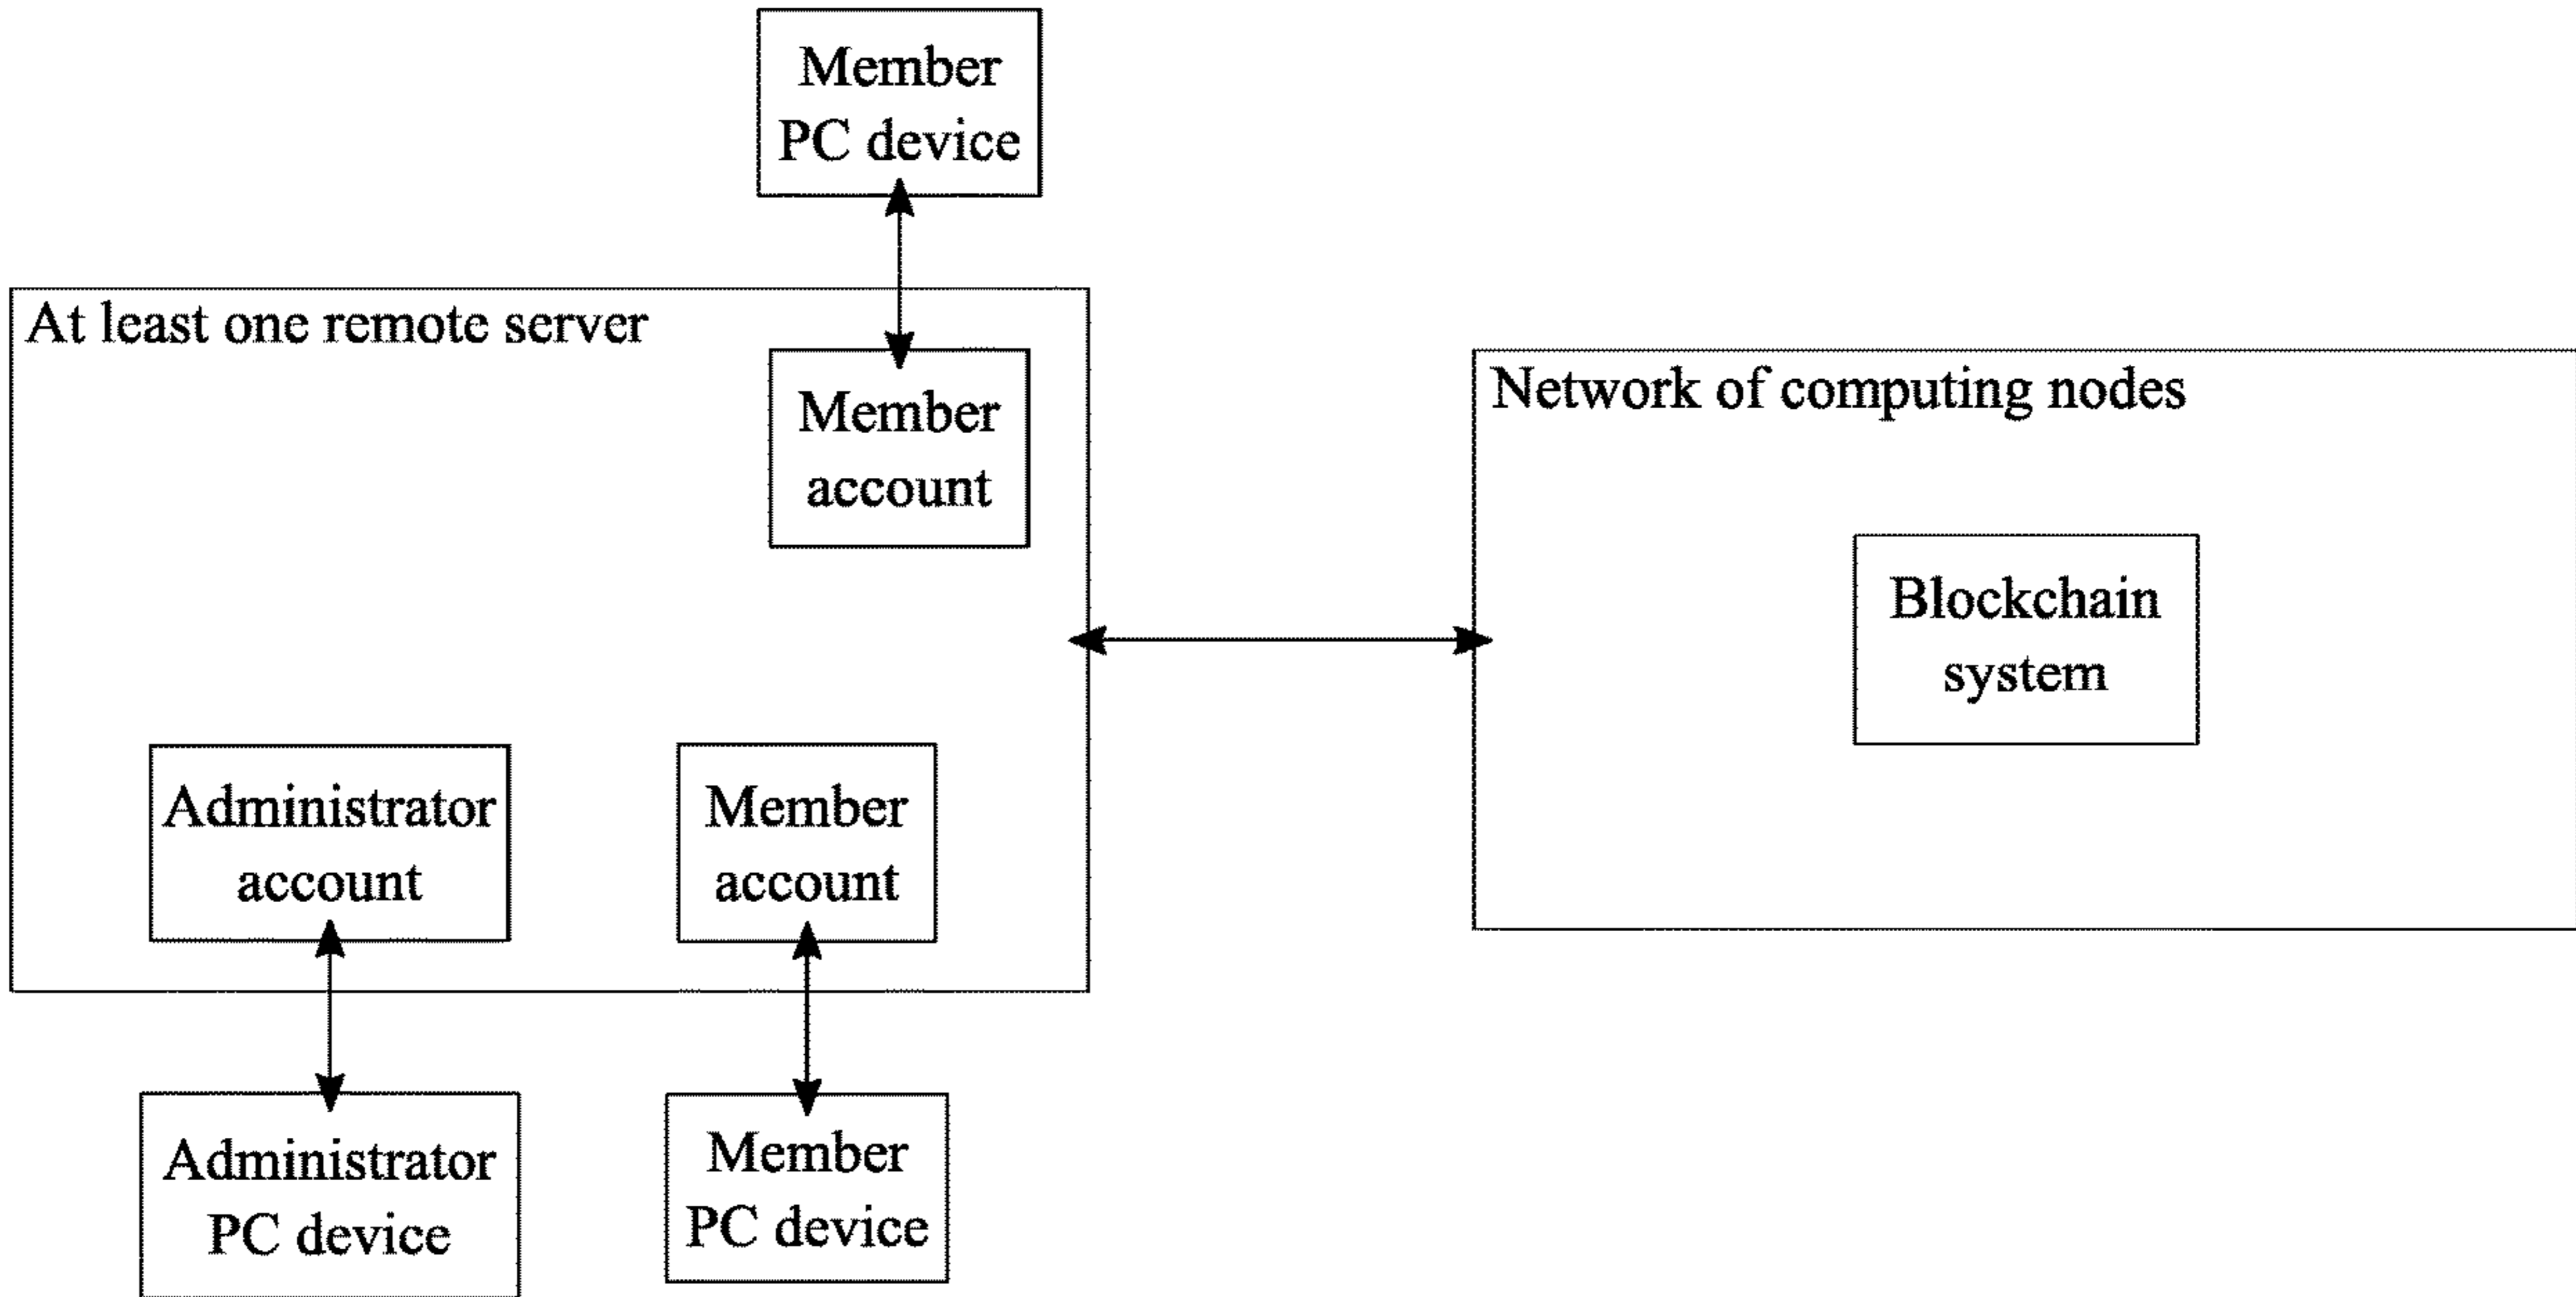 Member
PC device
At least one remote server
Member
account
Network of computing nodes
Blockchain
system
Administrator
account
Member
account
Administrator
PC device
Member
PC device